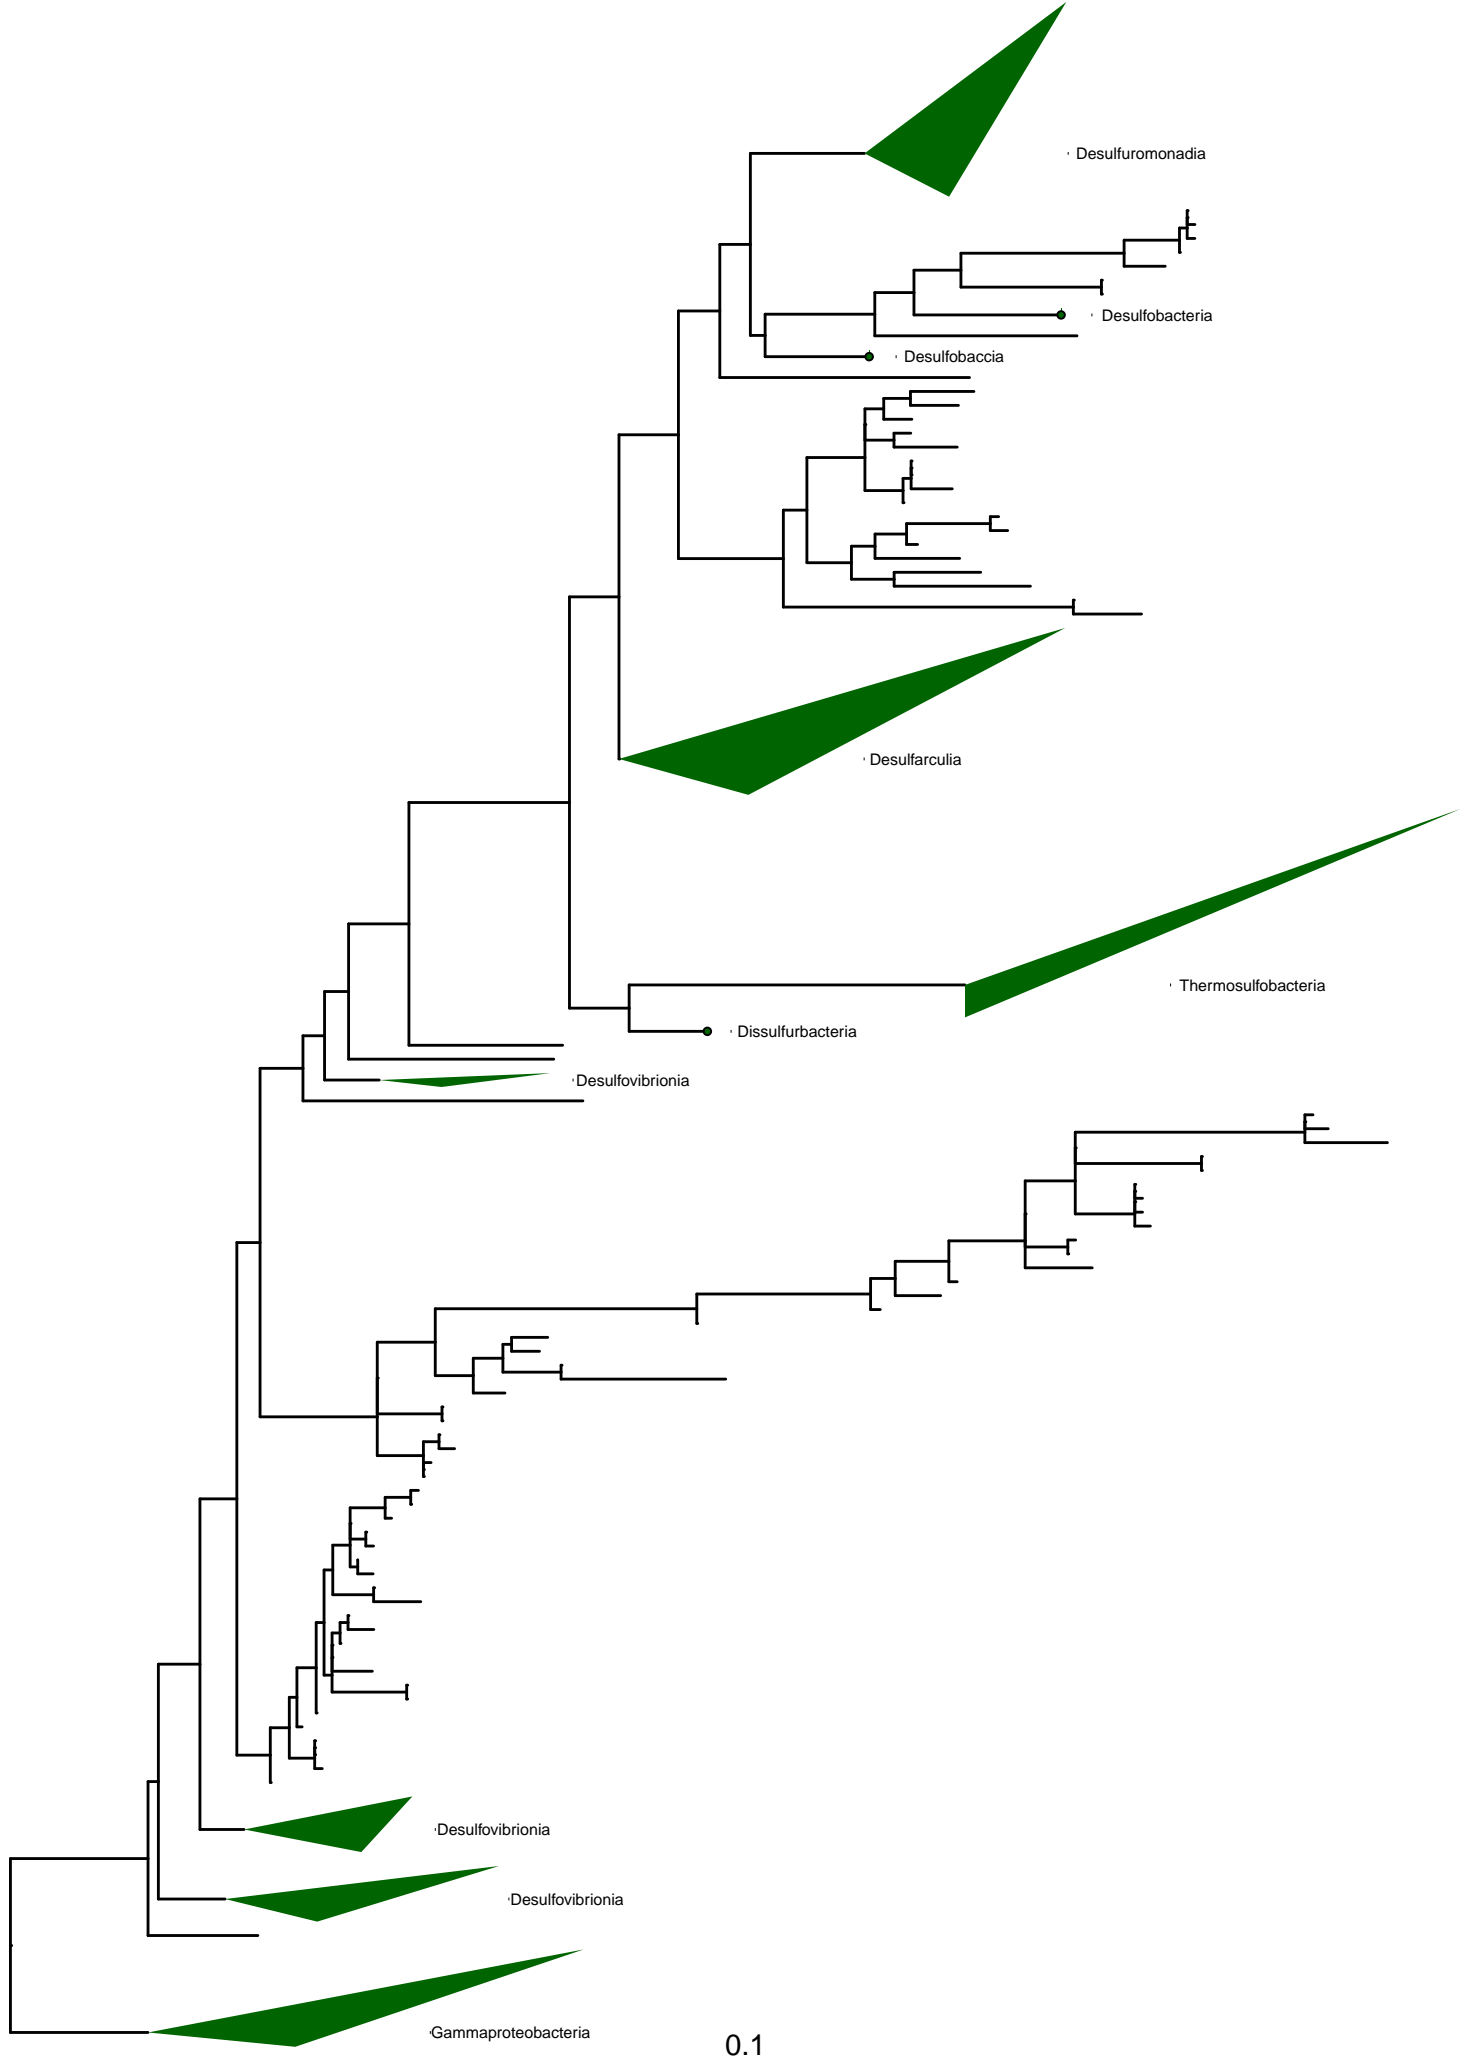 Desulfuromonadia
Desulfobacteria
Desulfobaccia
Desulfarculia
Thermosulfobacteria
Dissulfurbacteria
Desulfovibrionia
Desulfovibrionia
Desulfovibrionia
Gammaproteobacteria
0.1